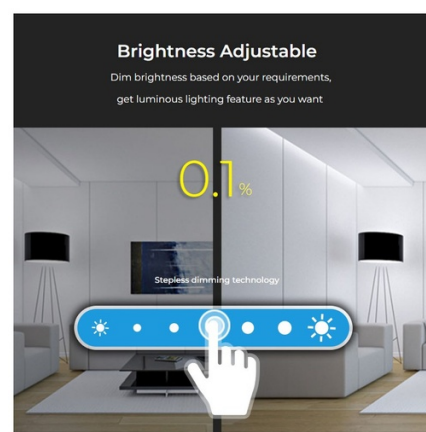 Brightness Adjustable
Dim brightness based on your requirements,
get luminous lighting feature as you want
0.1%
Stepless dimming technology